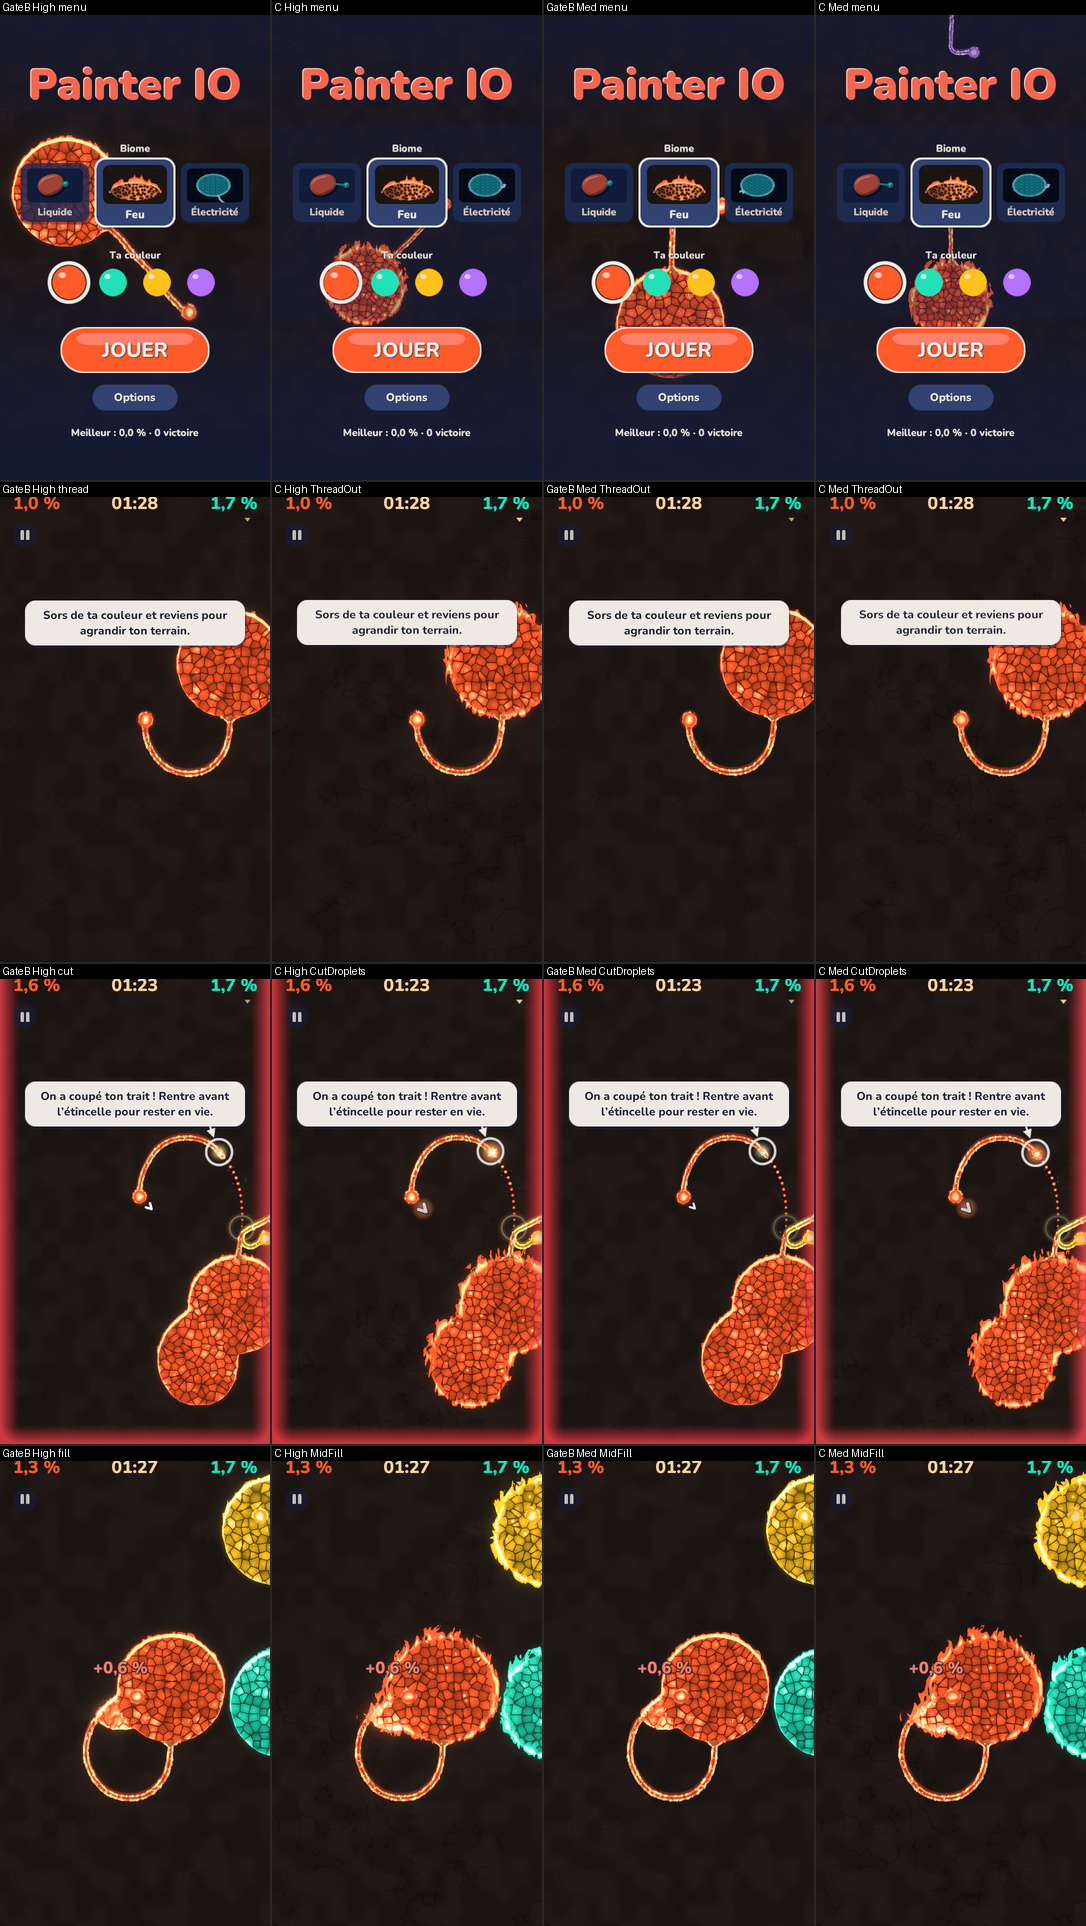 GateB High menu
C High menu
GateB Med menu
C Med menu
Painter IO
Painter IO
Painter IO
Painter IO
Biome
Biome
Biome
Biome
Liquide
Feu
Électricité
Liquide
Feu
Électricité
Liquide
Feu
Électricité
Liquide
Feu
Électricité
Ta couleur
Ta couleur
Ta couleur
Ta couleur
JOUER
JOUER
JOUER
JOUER
Options
Options
Options
Options
Meilleur : 0,0 % · 0 victoire
Meilleur : 0,0 % · 0 victoire
Meilleur : 0,0 % · 0 victoire
Meilleur : 0,0 % · 0 victoire
GateB High thread
C High ThreadOut
GateB Med ThreadOut
C Med ThreadOut
1,0 % 01:28 1,7 %
1,0 % 01:28 1,7 %
1,0 % 01:28 1,7 %
1,0 % 01:28 1,7 %
Sors de ta couleur et reviens pour
agrandir ton terrain.
Sors de ta couleur et reviens pour
agrandir ton terrain.
Sors de ta couleur et reviens pour
agrandir ton terrain.
Sors de ta couleur et reviens pour
agrandir ton terrain.
GateB High cut
C High CutDroplets
GateB Med CutDroplets
C Med CutDroplets
1,6 % 01:23 1,7 %
1,6 % 01:23 1,7 %
1,6 % 01:23 1,7 %
1,6 % 01:23 1,7 %
On a coupé ton trait ! Rentre avant
l’étincelle pour rester en vie.
On a coupé ton trait ! Rentre avant
l’étincelle pour rester en vie.
On a coupé ton trait ! Rentre avant
l’étincelle pour rester en vie.
On a coupé ton trait ! Rentre avant
l’étincelle pour rester en vie.
GateB High fill
C High MidFill
GateB Med MidFill
C Med MidFill
1,3 % 01:27 1,7 %
1,3 % 01:27 1,7 %
1,3 % 01:27 1,7 %
1,3 % 01:27 1,7 %
+0,6 %
+0,6 %
+0,6 %
+0,6 %